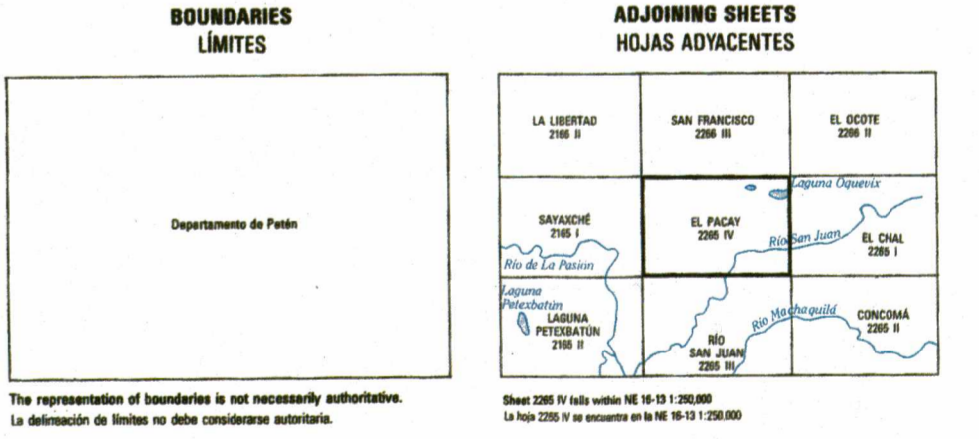 BOUNDARIES
LÍMITES
Departamento de Petén
The representation of boundaries is not necessarily authoritative.
La delineación de límites no debe considerarse autoritaria.
ADJOINING SHEETS
HOJAS ADYACENTES
LA LIBERTAD
2166 II
SAN FRANCISCO
2266 III
EL OCOTE
2266 II
Laguna Oquevix
SAYAXCHÉ
2165 I
EL PACAY
2265 IV
Río San Juan
EL CHAL
2265 I
Río de La Pasión
Laguna
Petexbatún
LAGUNA
PETEXBATÚN
2165 II
RÍO
SAN JUAN
2265 III
Río Machaquilá
CONCOMÁ
2265 II
Sheet 2265 IV falls within NE 16-13 1:250,000
La hoja 2265 IV se encuentra en la NE 16-13 1:250,000